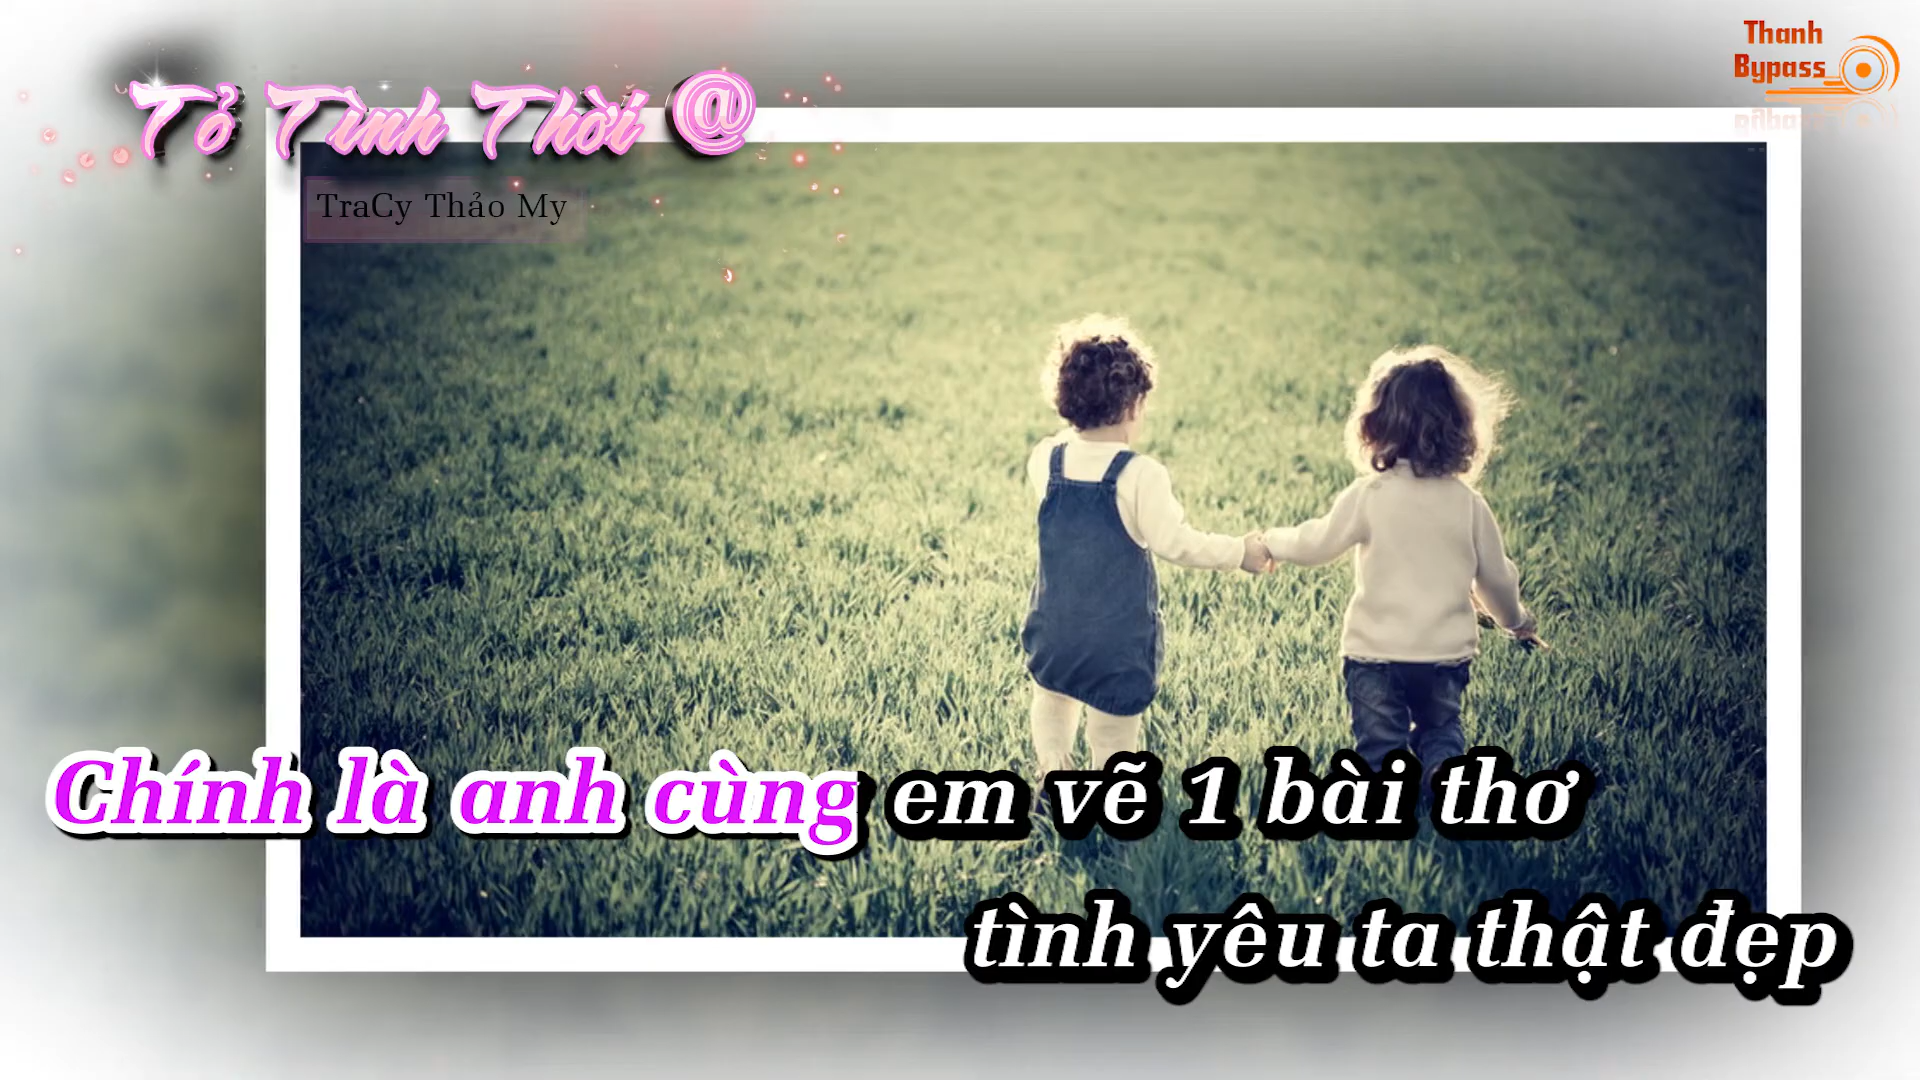 Thanh
Bypass
Tỏ Tình Thời @
TraCy Thảo My
Chính là anh cùng em vẽ 1 bài thơ
tình yêu ta thật đẹp